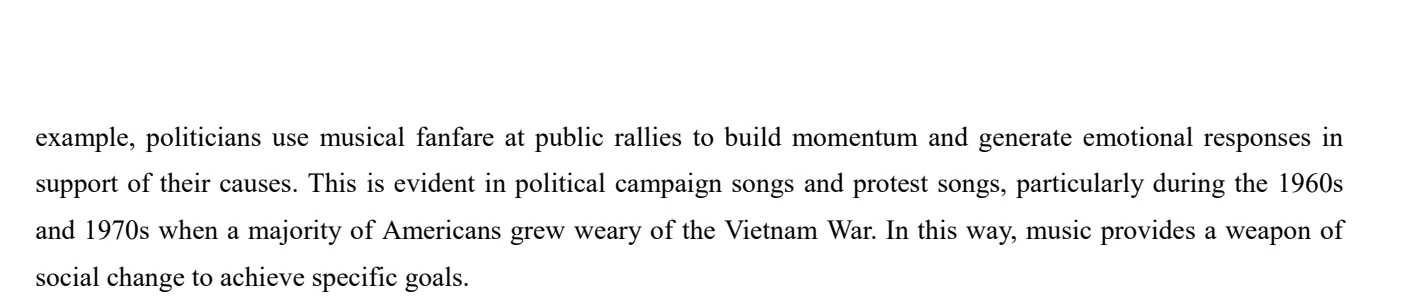 example, politicians use musical fanfare at public rallies to build momentum and generate emotional responses in
support of their causes. This is evident in political campaign songs and protest songs, particularly during the 1960s
and 1970s when a majority of Americans grew weary of the Vietnam War. In this way, music provides a weapon of
social change to achieve specific goals.